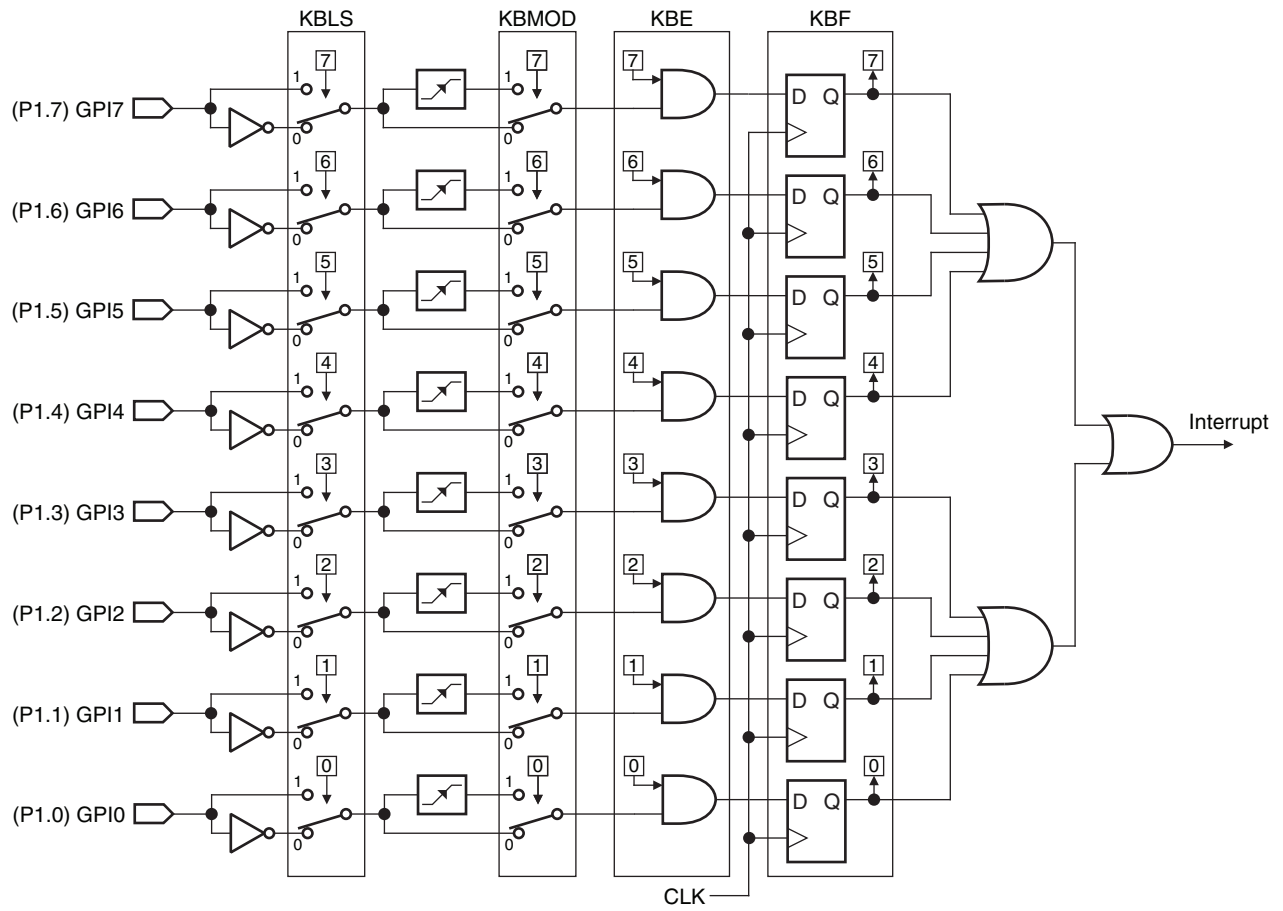 KBLS KBMOD KBE KBF
7 7 7 7
1 1
(P1.7) GPI7 D Q
0 0
6 6 6 6
1 1
(P1.6) GPI6 D Q
0 0
5 5 5 5
1 1
(P1.5) GPI5 D Q
0 0
4 4 4 4
1 1
(P1.4) GPI4 D Q
0 0
Interrupt
3 3 3 3
1 1
(P1.3) GPI3 D Q
0 0
2 2 2 2
1 1
(P1.2) GPI2 D Q
0 0
1 1 1 1
1 1
(P1.1) GPI1 D Q
0 0
0 0 0 0
1 1
(P1.0) GPI0 D Q
0 0
CLK